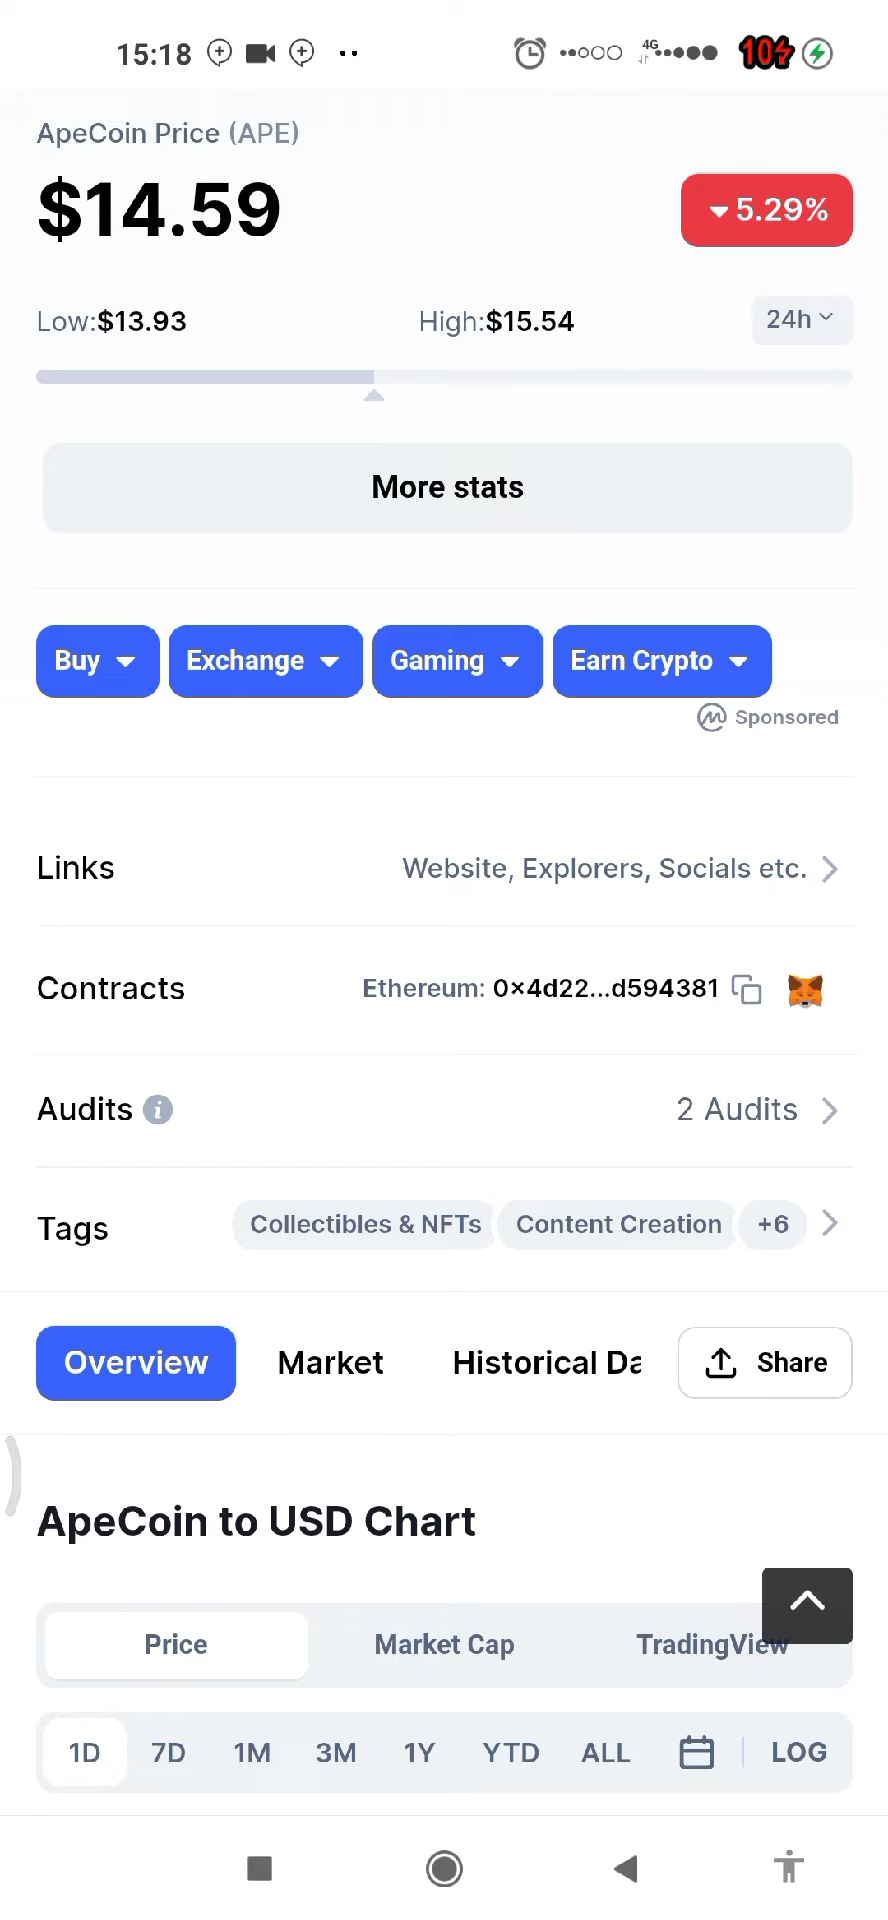 15:18
4G
10
ApeCoin Price (APE)
$14.59
5.29%
Low:$13.93 High:$15.54 24h
More stats
Buy Exchange Gaming Earn Crypto
Sponsored
Links Website, Explorers, Socials etc.
Contracts Ethereum: 0x4d22...d594381
Audits 2 Audits
Tags Collectibles & NFTs Content Creation +6
Overview Market Historical Da Share
ApeCoin to USD Chart
Price Market Cap TradingView
1D 7D 1M 3M 1Y YTD ALL LOG